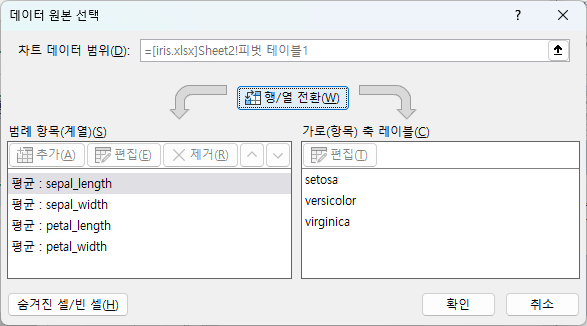 데이터 원본 선택
차트 데이터 범위(D): =[iris.xlsx]Sheet2!피벗 테이블1
행/열 전환(W)
범례 항목(계열)(S)
추가(A) 편집(E) 제거(R)
평균 : sepal_length
평균 : sepal_width
평균 : petal_length
평균 : petal_width
가로(항목) 축 레이블(C)
편집(T)
setosa
versicolor
virginica
숨겨진 셀/빈 셀(H) 확인 취소